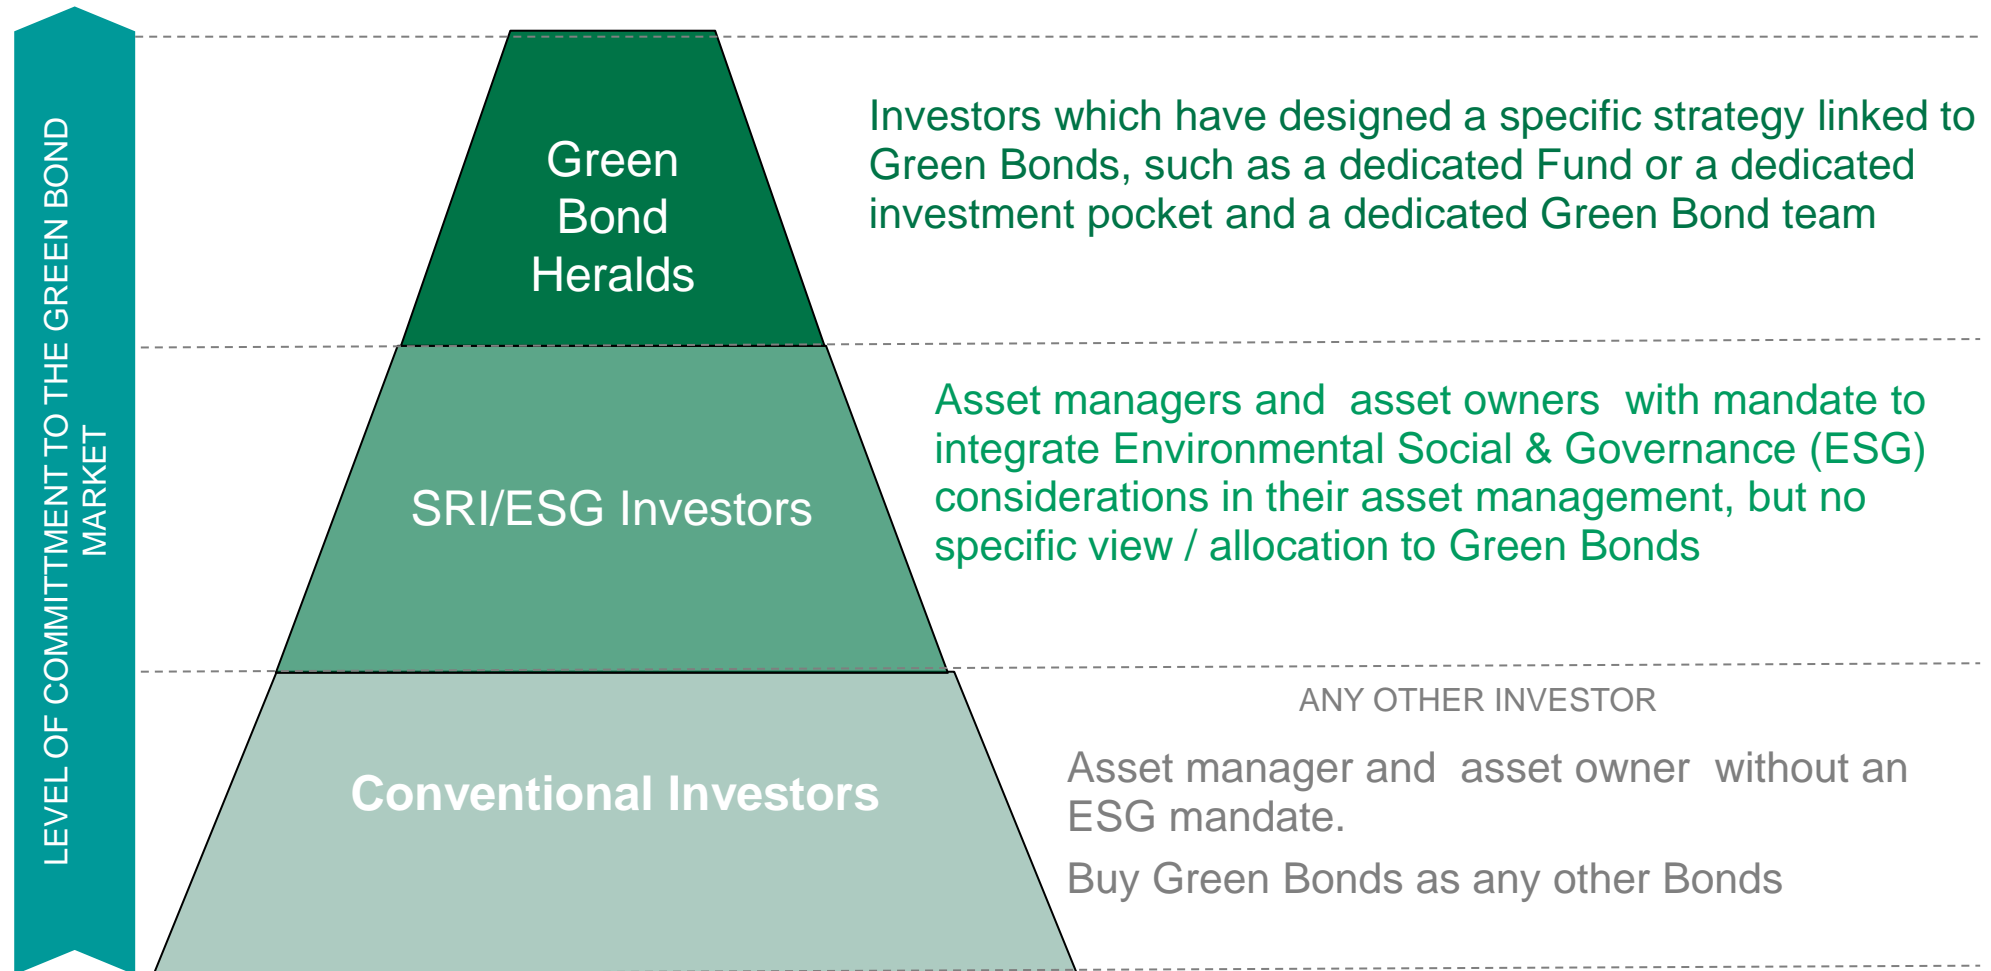 LEVEL OF COMMITTMENT TO THE GREEN BOND
MARKET
Green
Bond
Heralds
Investors which have designed a specific strategy linked to
Green Bonds, such as a dedicated Fund or a dedicated
investment pocket and a dedicated Green Bond team
SRI/ESG Investors
Asset managers and asset owners with mandate to
integrate Environmental Social & Governance (ESG)
considerations in their asset management, but no
specific view / allocation to Green Bonds
Conventional Investors
ANY OTHER INVESTOR
Asset manager and asset owner without an
ESG mandate.
Buy Green Bonds as any other Bonds